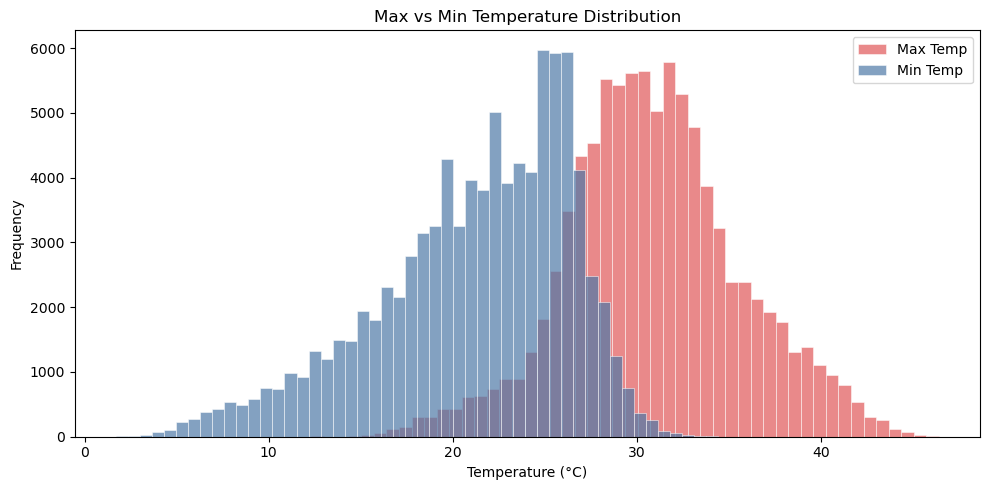 Max vs Min Temperature Distribution
Max Temp
Min Temp
Frequency
6000
5000
4000
3000
2000
1000
0
0 10 20 30 40
Temperature (°C)